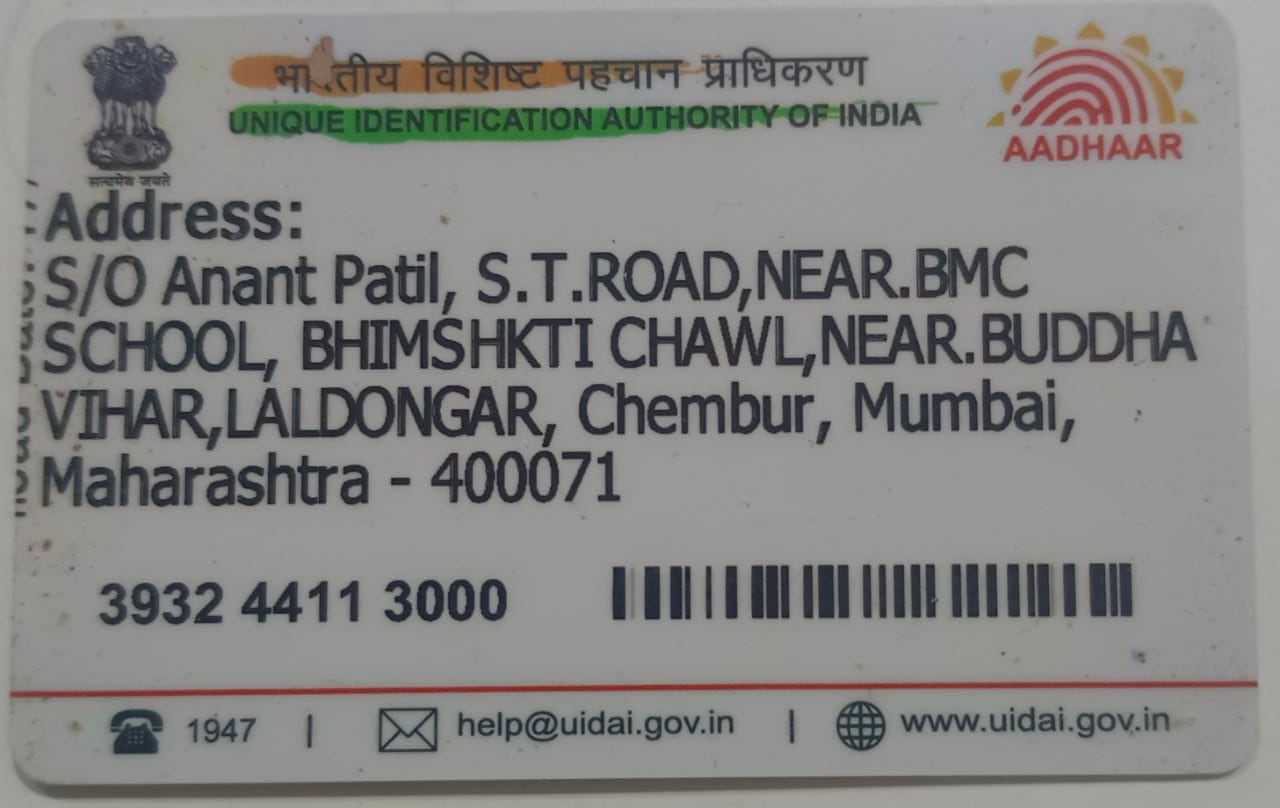 भारतीय विशिष्ट पहचान प्राधिकरण
UNIQUE IDENTIFICATION AUTHORITY OF INDIA
AADHAAR
सत्यमेव जयते
Address:
S/O Anant Patil, S.T.ROAD,NEAR.BMC
SCHOOL, BHIMSHKTI CHAWL,NEAR.BUDDHA
VIHAR,LALDONGAR, Chembur, Mumbai,
Maharashtra - 400071
3932 4411 3000
1947 | help@uidai.gov.in | www.uidai.gov.in